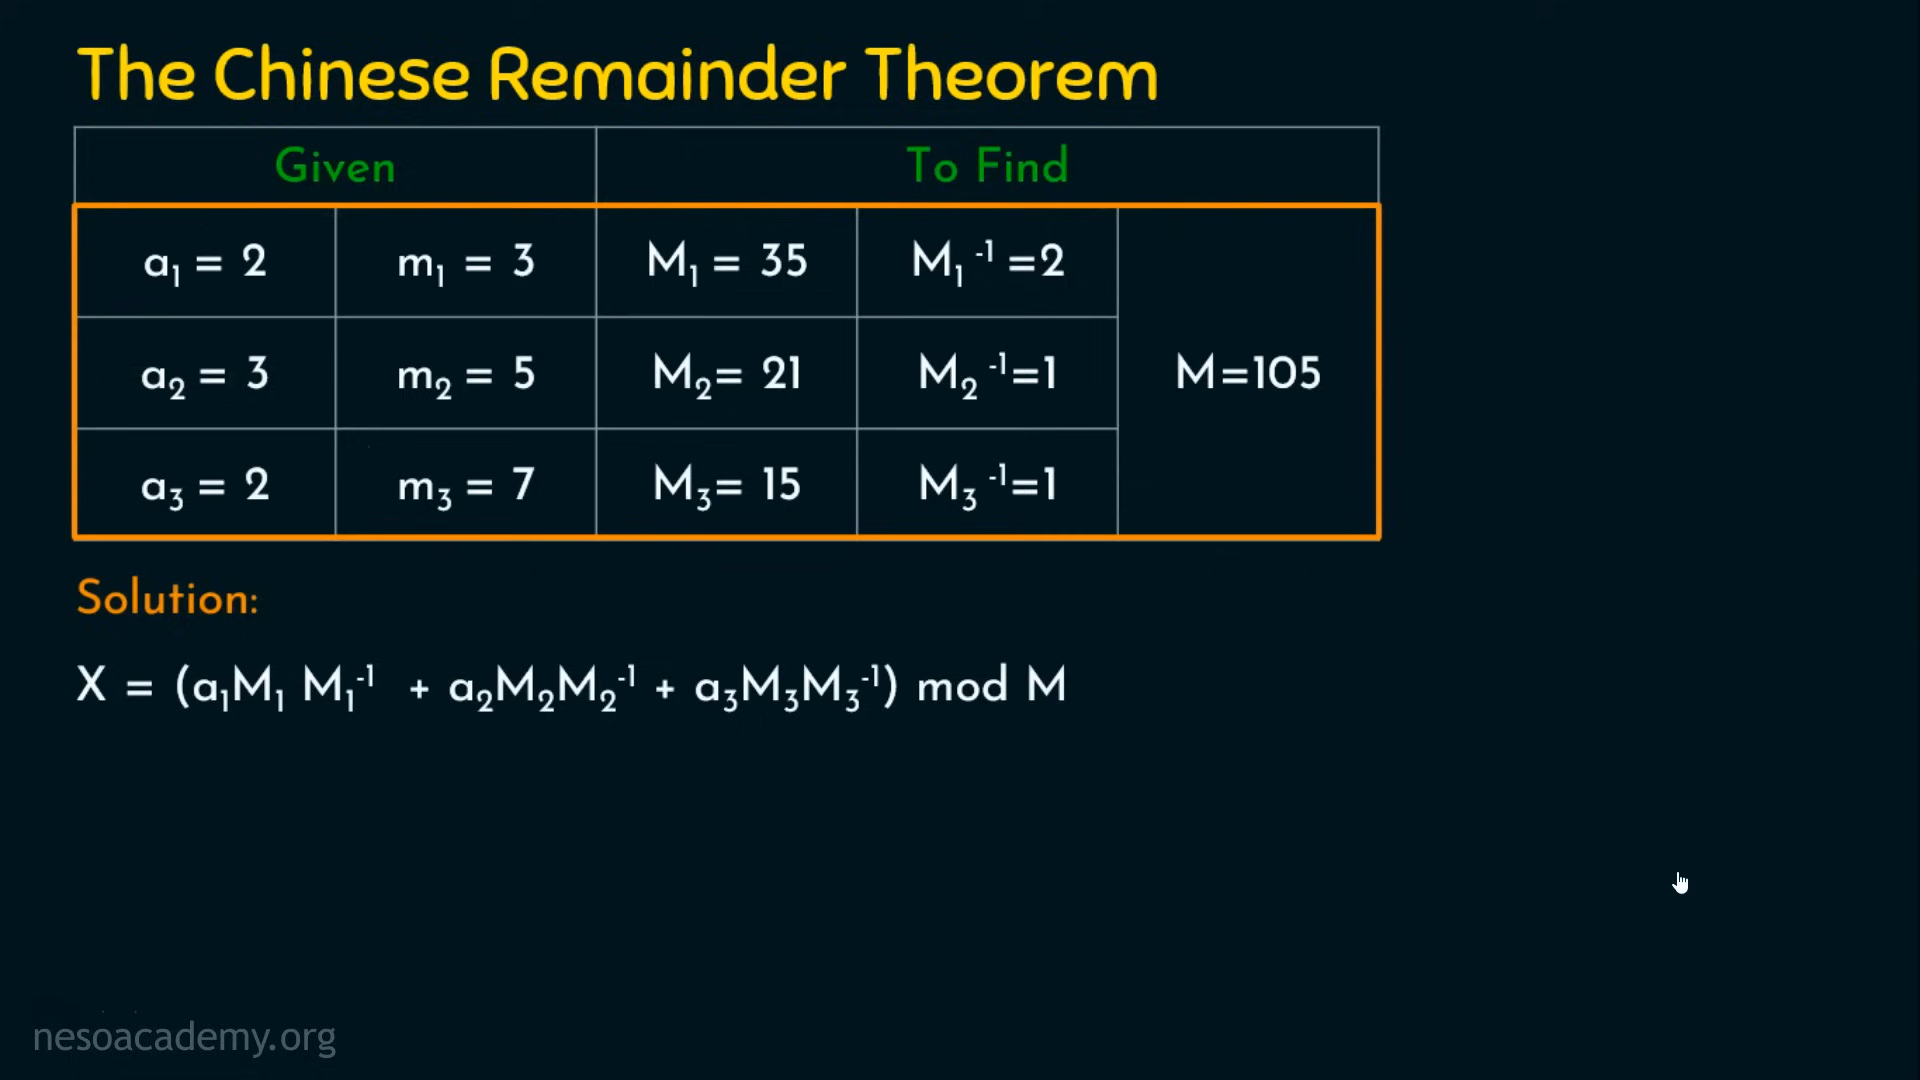 The Chinese Remainder Theorem
Given To Find
a₁ = 2 m₁ = 3 M₁ = 35 M₁⁻¹ =2
a₂ = 3 m₂ = 5 M₂= 21 M₂⁻¹=1 M=105
a₃ = 2 m₃ = 7 M₃= 15 M₃⁻¹=1
Solution:
X = (a₁M₁ M₁⁻¹ + a₂M₂M₂⁻¹ + a₃M₃M₃⁻¹) mod M
nesoacademy.org